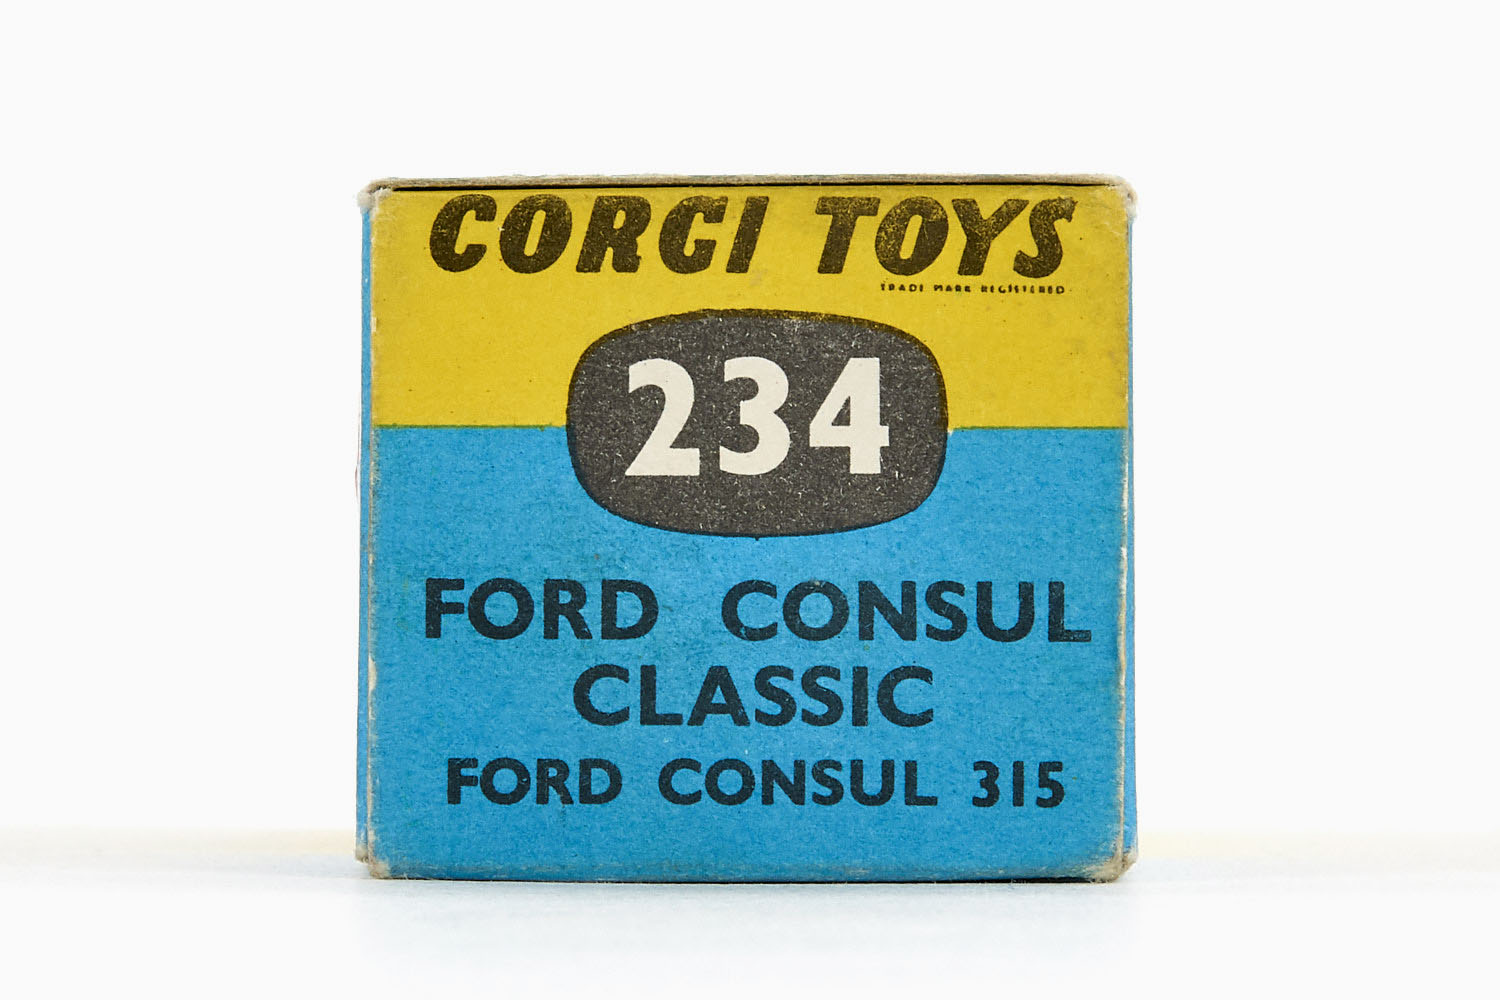 CORGI TOYS
TRADE MARK REGISTERED
234
FORD CONSUL
CLASSIC
FORD CONSUL 315